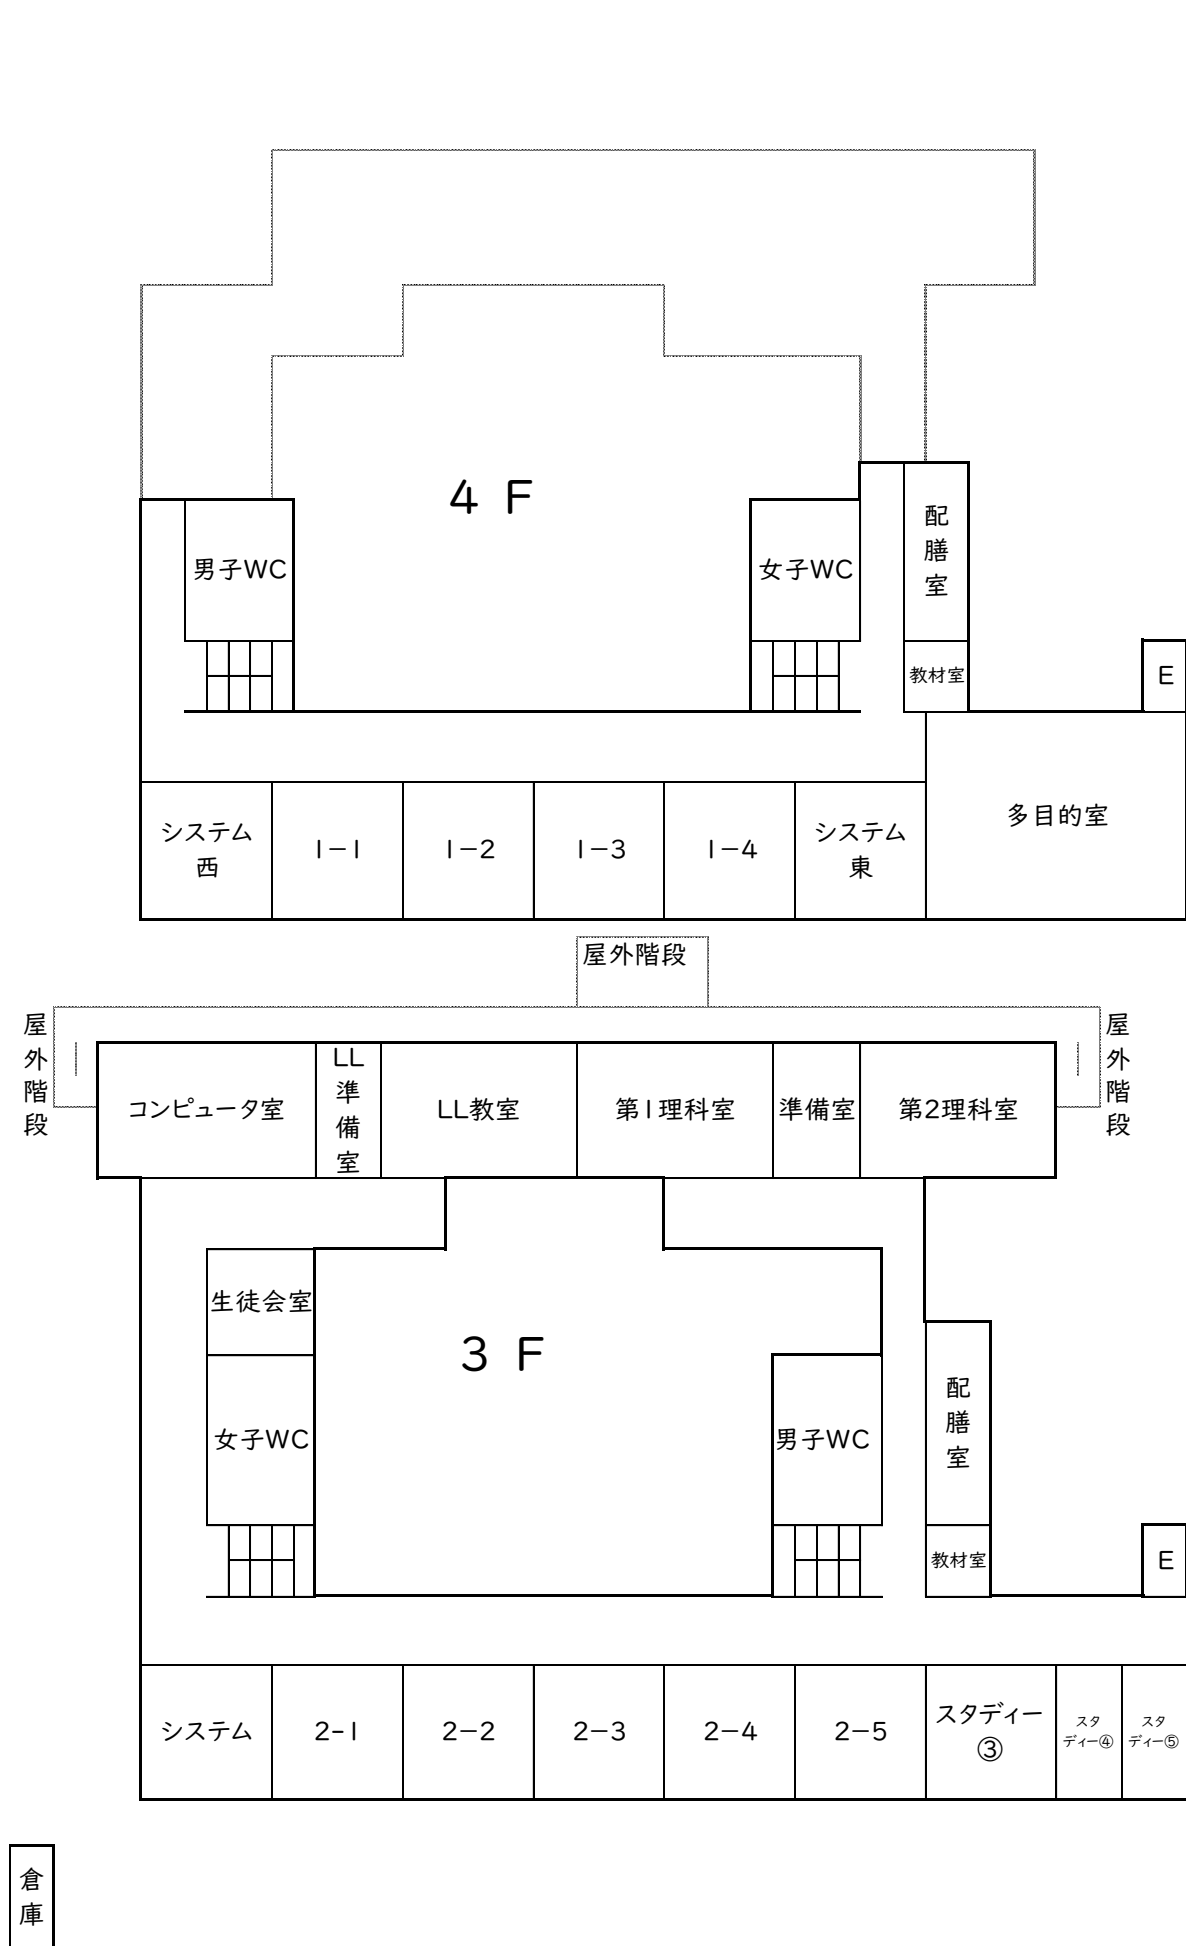 4 F
男子WC
女子WC
配膳室
教材室
E
システム
西
1-1
1-2
1-3
1-4
システム
東
多目的室
屋外階段
屋外階段
屋外階段
コンピュータ室
LL準備室
LL教室
第1理科室
準備室
第2理科室
生徒会室
3 F
女子WC
男子WC
配膳室
教材室
E
システム
2-1
2-2
2-3
2-4
2-5
スタディー
③
スタ
ディー④
スタ
ディー⑤
倉庫